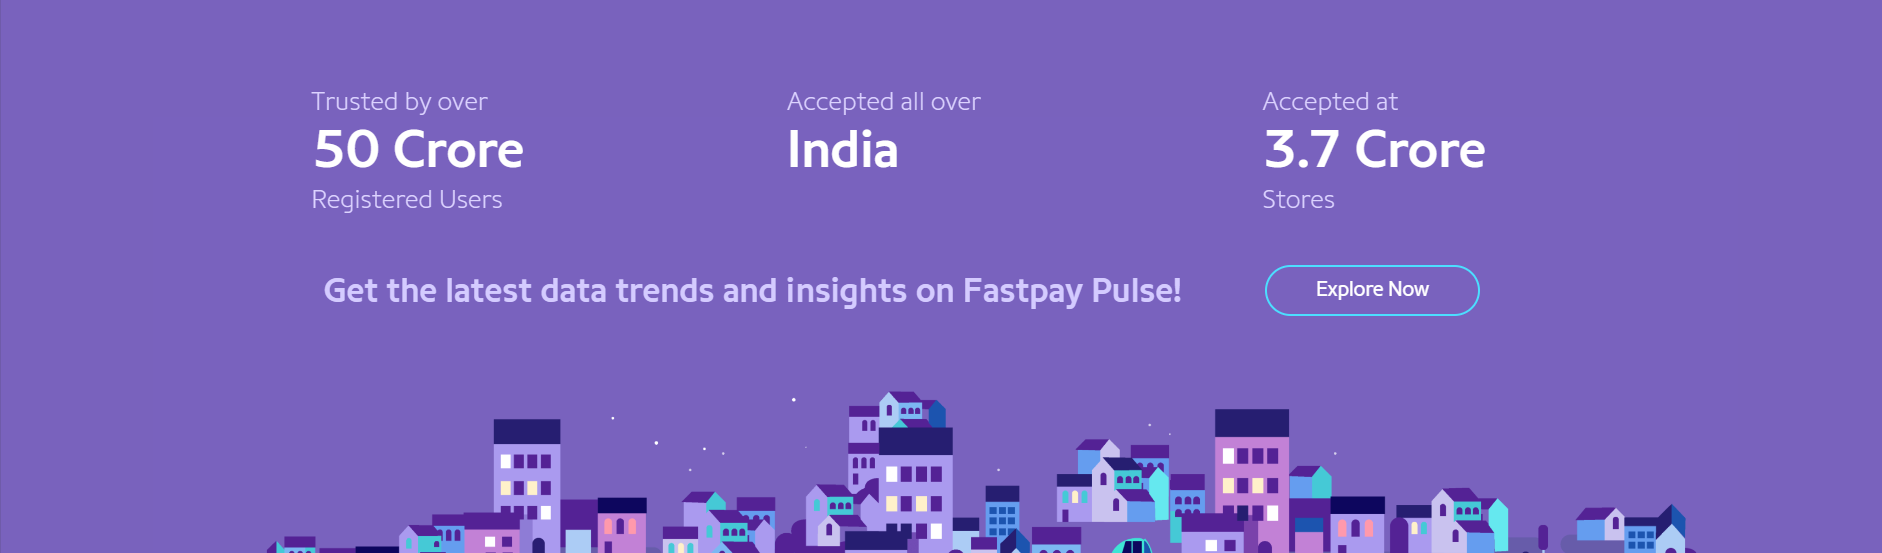 Trusted by over
50 Crore
Registered Users
Accepted all over
India
Accepted at
3.7 Crore
Stores
Get the latest data trends and insights on Fastpay Pulse!
Explore Now